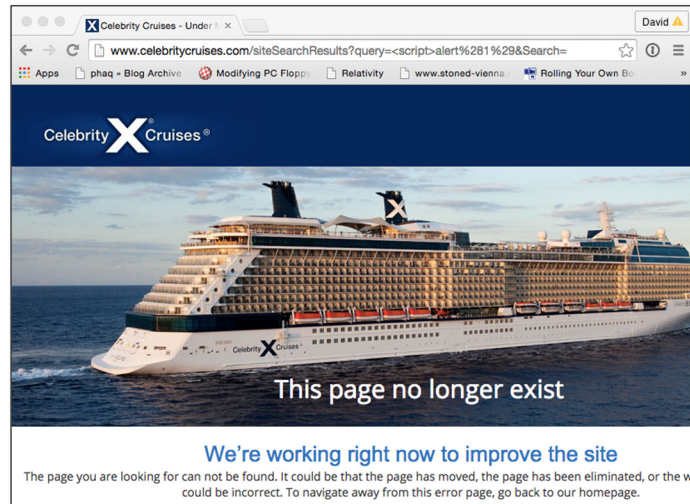 Celebrity Cruises - Under
David
www.celebritycruises.com/siteSearchResults?query=<script>alert%281%29&Search=
Apps phaq » Blog Archive Modifying PC Floppy Relativity www.stoned-vienna. Rolling Your Own Bo »
Celebrity X Cruises ®
X
Celebrity X Cruises
This page no longer exist
We're working right now to improve the site
The page you are looking for can not be found. It could be that the page has moved, the page has been eliminated, or the w
could be incorrect. To navigate away from this error page, go back to our homepage.